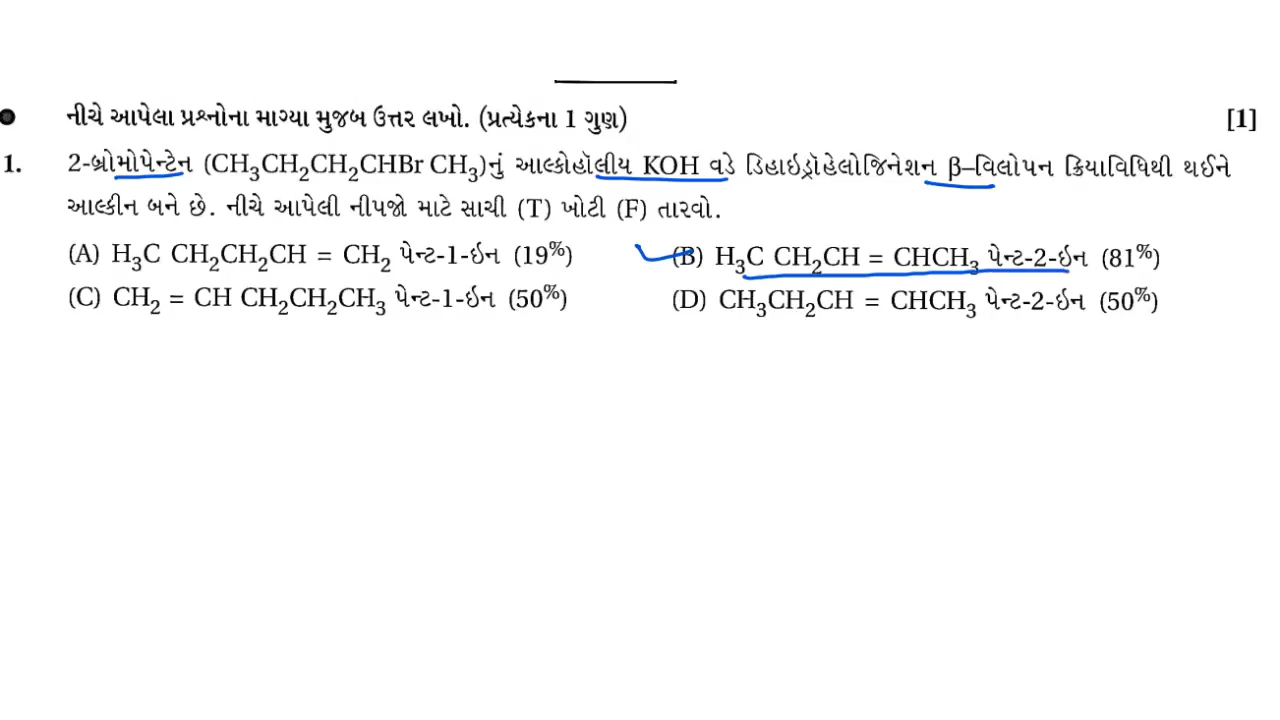 ● નીચે આપેલા પ્રશ્નોના માગ્યા મુજબ ઉત્તર લખો. (પ્રત્યેકના 1 ગુણ) [1]
1. 2-બ્રોમોપેન્ટેન (CH₃CH₂CH₂CHBr CH₃)નું આલ્કોહૉલીય KOH વડે ડિહાઇડ્રૉહેલોજિનેશન β–વિલોપન ક્રિયાવિધિથી થઈને
આલ્કીન બને છે. નીચે આપેલી નીપજો માટે સાચી (T) ખોટી (F) તારવો.
(A) H₃C CH₂CH₂CH = CH₂ પેન્ટ-1-ઇન (19%) (B) H₃C CH₂CH = CHCH₃ પેન્ટ-2-ઇન (81%)
(C) CH₂ = CH CH₂CH₂CH₃ પેન્ટ-1-ઇન (50%) (D) CH₃CH₂CH = CHCH₃ પેન્ટ-2-ઇન (50%)